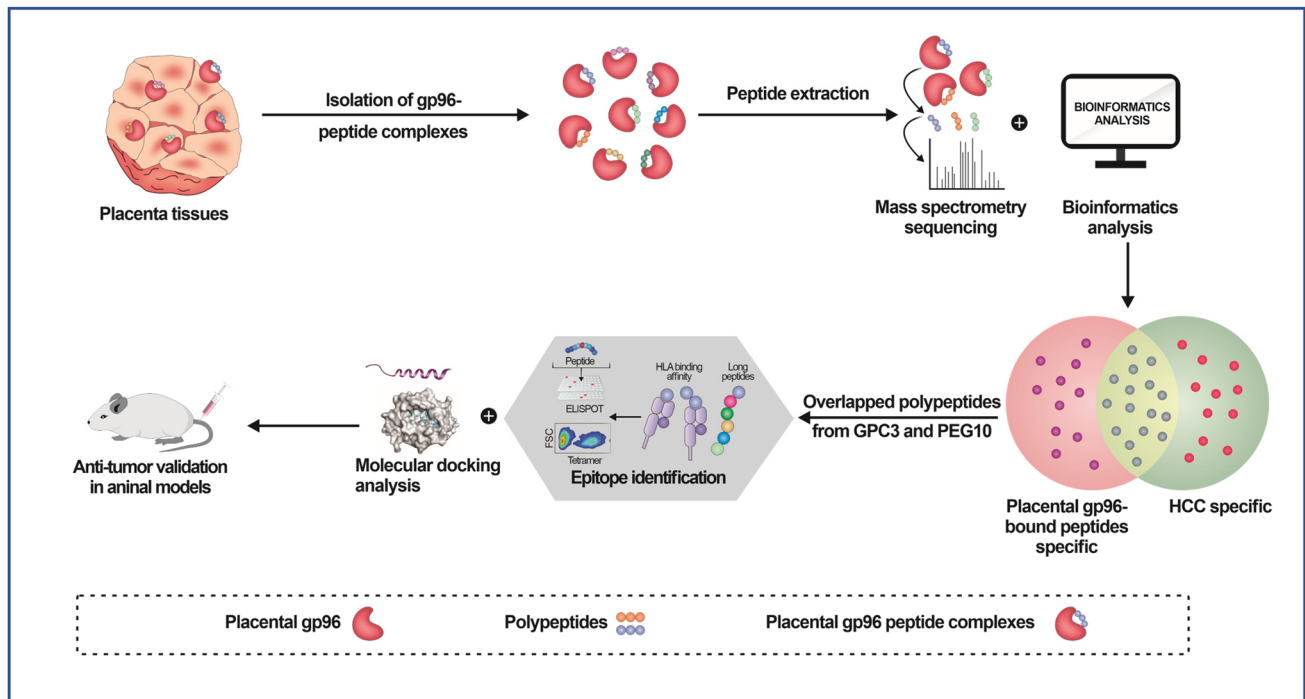 Isolation of gp96-
peptide complexes
Placenta tissues
Peptide extraction
Mass spectrometry
sequencing
BIOINFORMATICS
ANALYSIS
Bioinformatics
analysis
Placental gp96-
bound peptides
specific
HCC specific
Overlapped polypeptides
from GPC3 and PEG10
Peptide
ELISPOT
FSC
Tetramer
HLA binding
affinity
Long
peptides
Epitope identification
Molecular docking
analysis
Anti-tumor validation
in aninal models
Placental gp96
Polypeptides
Placental gp96 peptide complexes